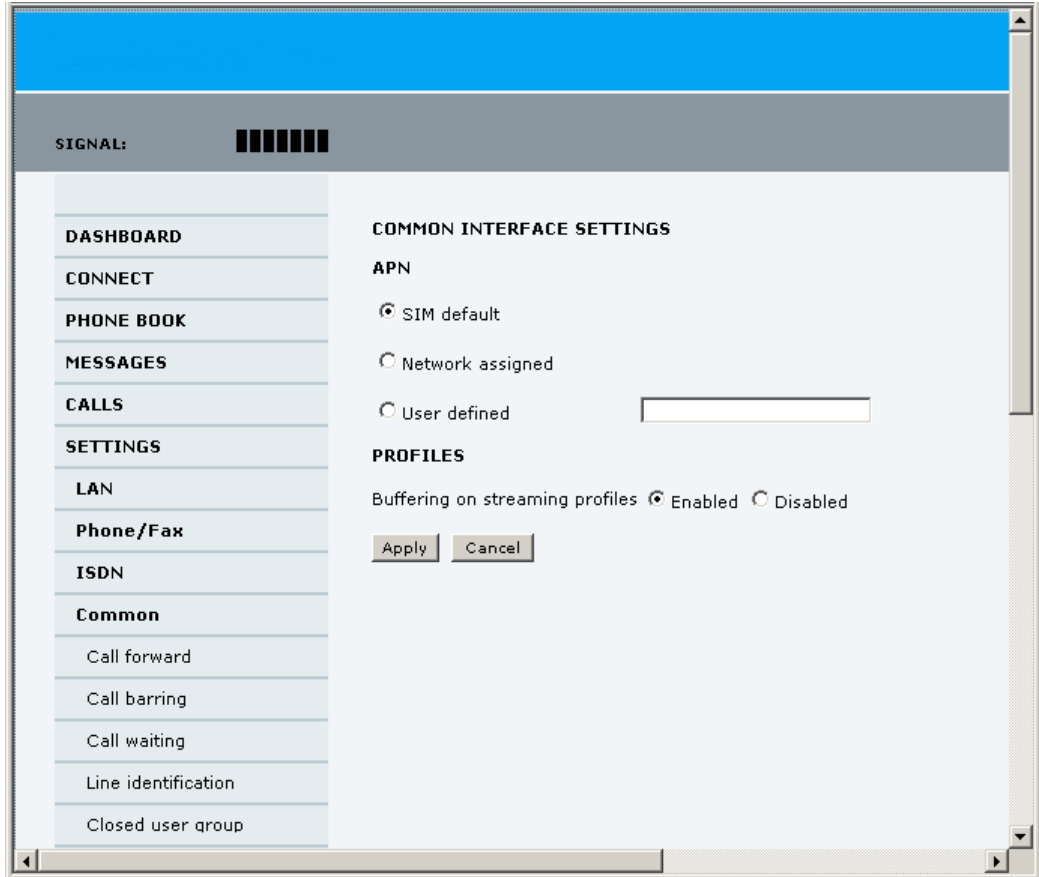 SIGNAL:
DASHBOARD
CONNECT
PHONE BOOK
MESSAGES
CALLS
SETTINGS
LAN
Phone/Fax
ISDN
Common
Call forward
Call barring
Call waiting
Line identification
Closed user group
COMMON INTERFACE SETTINGS
APN
SIM default
Network assigned
User defined
PROFILES
Buffering on streaming profiles Enabled Disabled
Apply Cancel